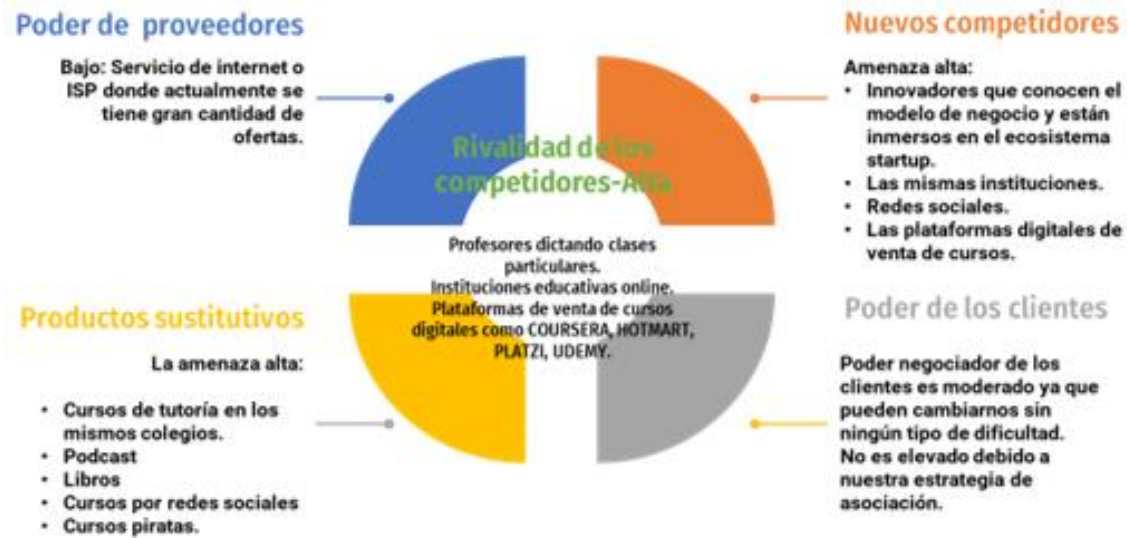 Poder de proveedores
Bajo: Servicio de internet o
ISP donde actualmente se
tiene gran cantidad de
ofertas.
Nuevos competidores
Amenaza alta:
• Innovadores que conocen el
modelo de negocio y están
inmersos en el ecosistema
startup.
• Las mismas instituciones.
• Redes sociales.
• Las plataformas digitales de
venta de cursos.
Rivalidad de los
competidores-Alta
Profesores dictando clases
particulares.
Instituciones educativas online.
Plataformas de venta de cursos
digitales como COURSERA, HOTMART,
PLATZI, UDEMY.
Productos sustitutivos
La amenaza alta:
• Cursos de tutoría en los
mismos colegios.
• Podcast
• Libros
• Cursos por redes sociales
• Cursos piratas.
Poder de los clientes
Poder negociador de los
clientes es moderado ya que
pueden cambiarnos sin
ningún tipo de dificultad.
No es elevado debido a
nuestra estrategia de
asociación.